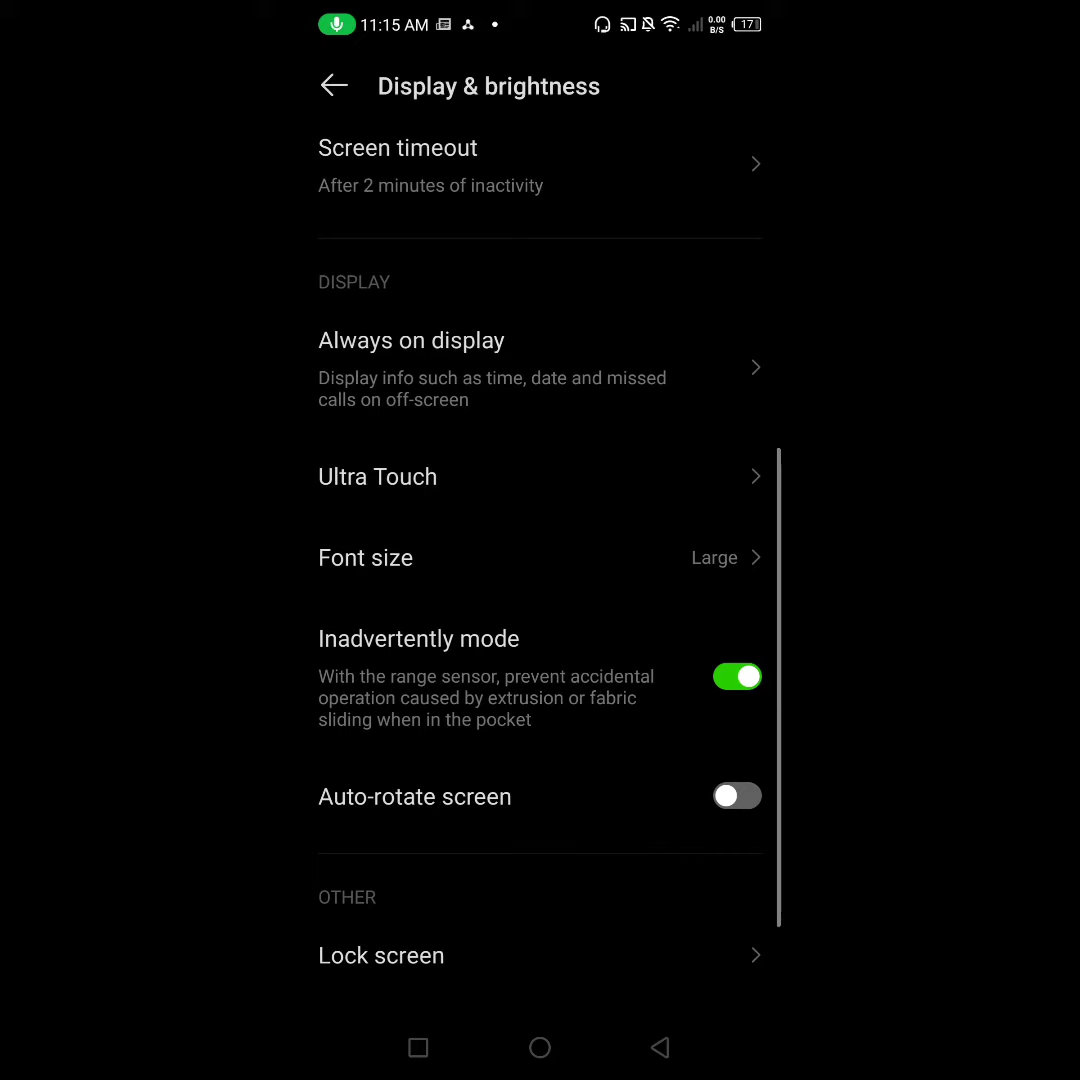 11:15 AM 0.00 B/S 17
Display & brightness
Screen timeout
After 2 minutes of inactivity
DISPLAY
Always on display
Display info such as time, date and missed
calls on off-screen
Ultra Touch
Font size Large
Inadvertently mode
With the range sensor, prevent accidental
operation caused by extrusion or fabric
sliding when in the pocket
Auto-rotate screen
OTHER
Lock screen